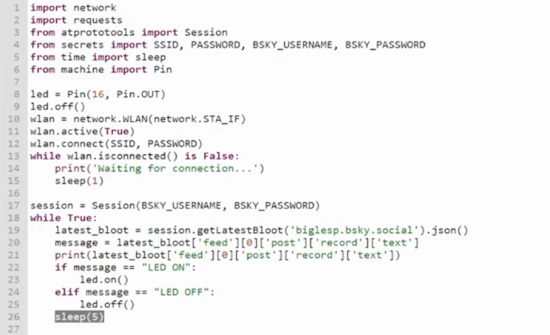 1 import network
2 import requests
3 from atprototools import Session
4 from secrets import SSID, PASSWORD, BSKY_USERNAME, BSKY_PASSWORD
5 from time import sleep
6 from machine import Pin
7
8 led = Pin(16, Pin.OUT)
9 led.off()
10 wlan = network.WLAN(network.STA_IF)
11 wlan.active(True)
12 wlan.connect(SSID, PASSWORD)
13 while wlan.isconnected() is False:
14     print('Waiting for connection...')
15     sleep(1)
16
17 session = Session(BSKY_USERNAME, BSKY_PASSWORD)
18 while True:
19     latest_bloot = session.getLatestBloot('biglesp.bsky.social').json()
20     message = latest_bloot['feed'][0]['post']['record']['text']
21     print(latest_bloot['feed'][0]['post']['record']['text'])
22     if message == "LED ON":
23         led.on()
24     elif message == "LED OFF":
25         led.off()
26     sleep(5)
27